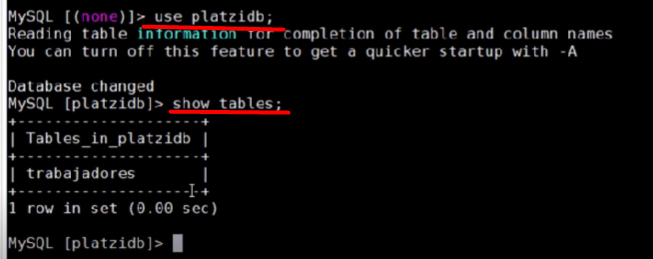 MySQL [(none)]> use platzidb;
Reading table information for completion of table and column names
You can turn off this feature to get a quicker startup with -A
Database changed
MySQL [platzidb]> show tables;
+--------------------+
| Tables_in_platzidb |
+--------------------+
| trabajadores       |
+--------------------+
1 row in set (0.00 sec)
MySQL [platzidb]>